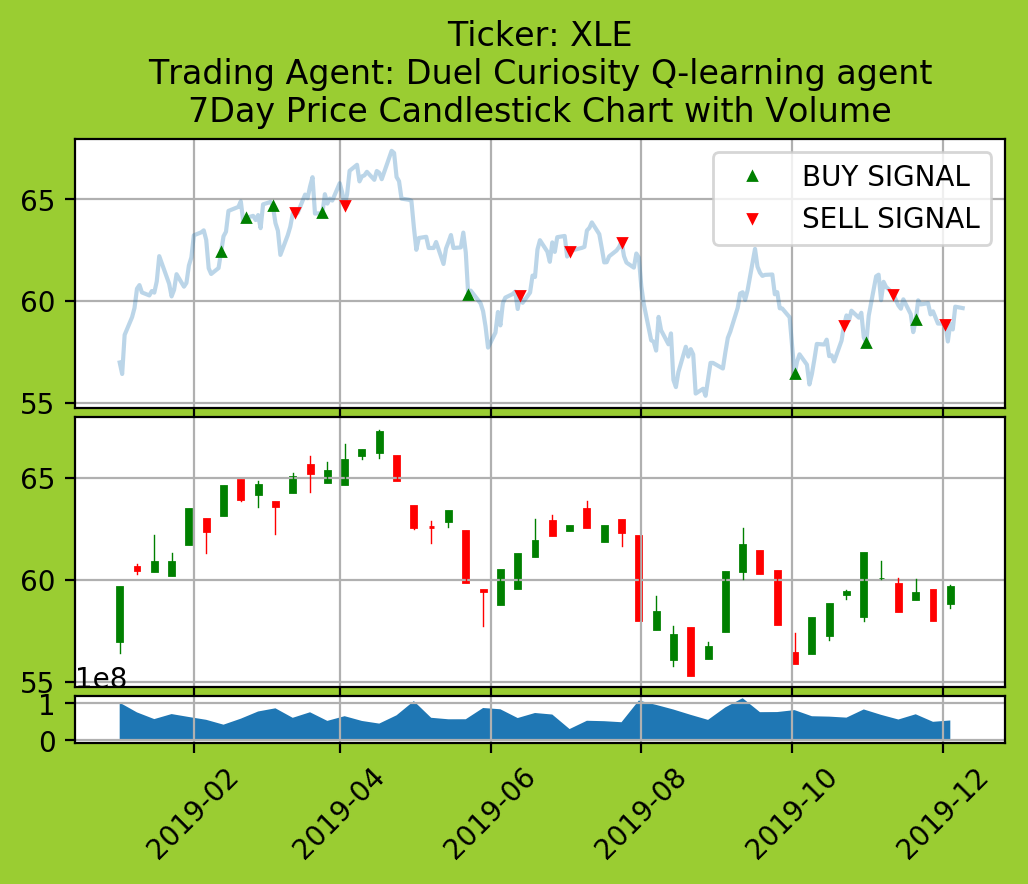 Ticker: XLE
Trading Agent: Duel Curiosity Q-learning agent
7Day Price Candlestick Chart with Volume
BUY SIGNAL
SELL SIGNAL
65
60
55
65
60
55
1e8
1
0
2019-02
2019-04
2019-06
2019-08
2019-10
2019-12